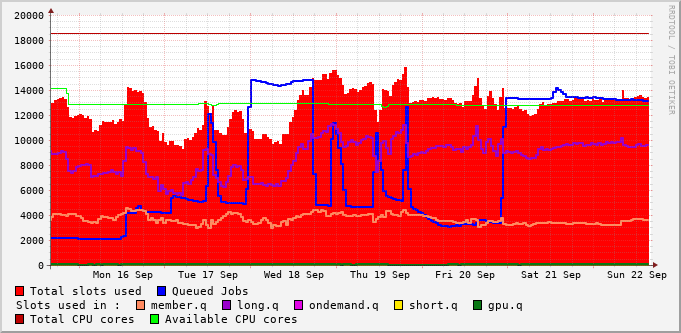 20000
18000
16000
14000
12000
10000
8000
6000
4000
2000
0
Mon 16 Sep Tue 17 Sep Wed 18 Sep Thu 19 Sep Fri 20 Sep Sat 21 Sep Sun 22 Sep
Total slots used Queued Jobs
Slots used in : member.q long.q ondemand.q short.q gpu.q
Total CPU cores Available CPU cores
RRDTOOL / TOBI OETIKER